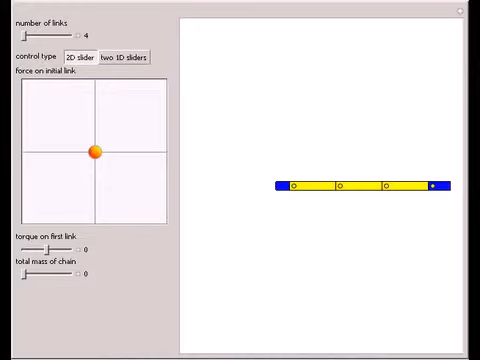 number of links
4
control type 2D slider two 1D sliders
force on initial link
torque on first link
0
total mass of chain
0